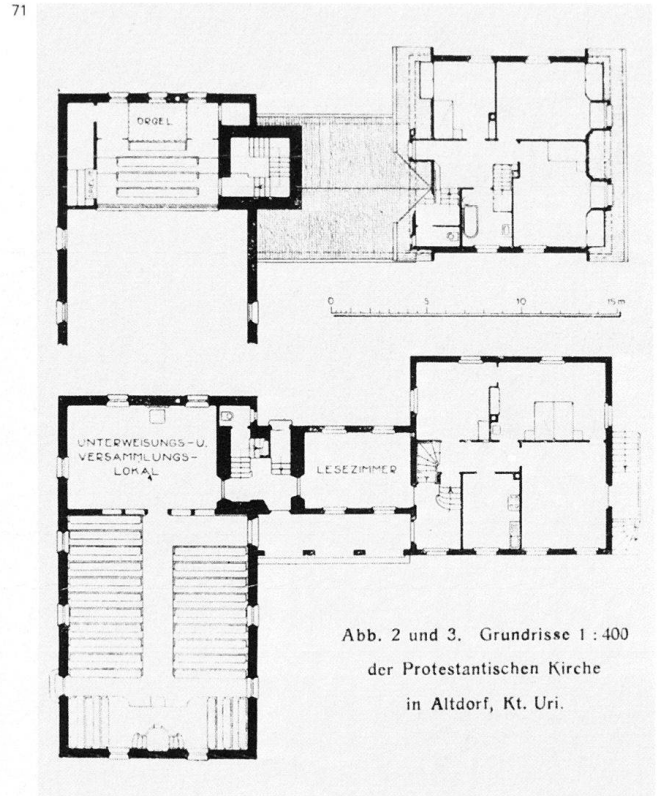 71
ORGEL
0 5 10 15 m
UNTERWEISUNGS-U.
VERSAMMLUNGS-
LOKAL
LESEZIMMER
Abb. 2 und 3. Grundrisse 1 : 400
der Protestantischen Kirche
in Altdorf, Kt. Uri.